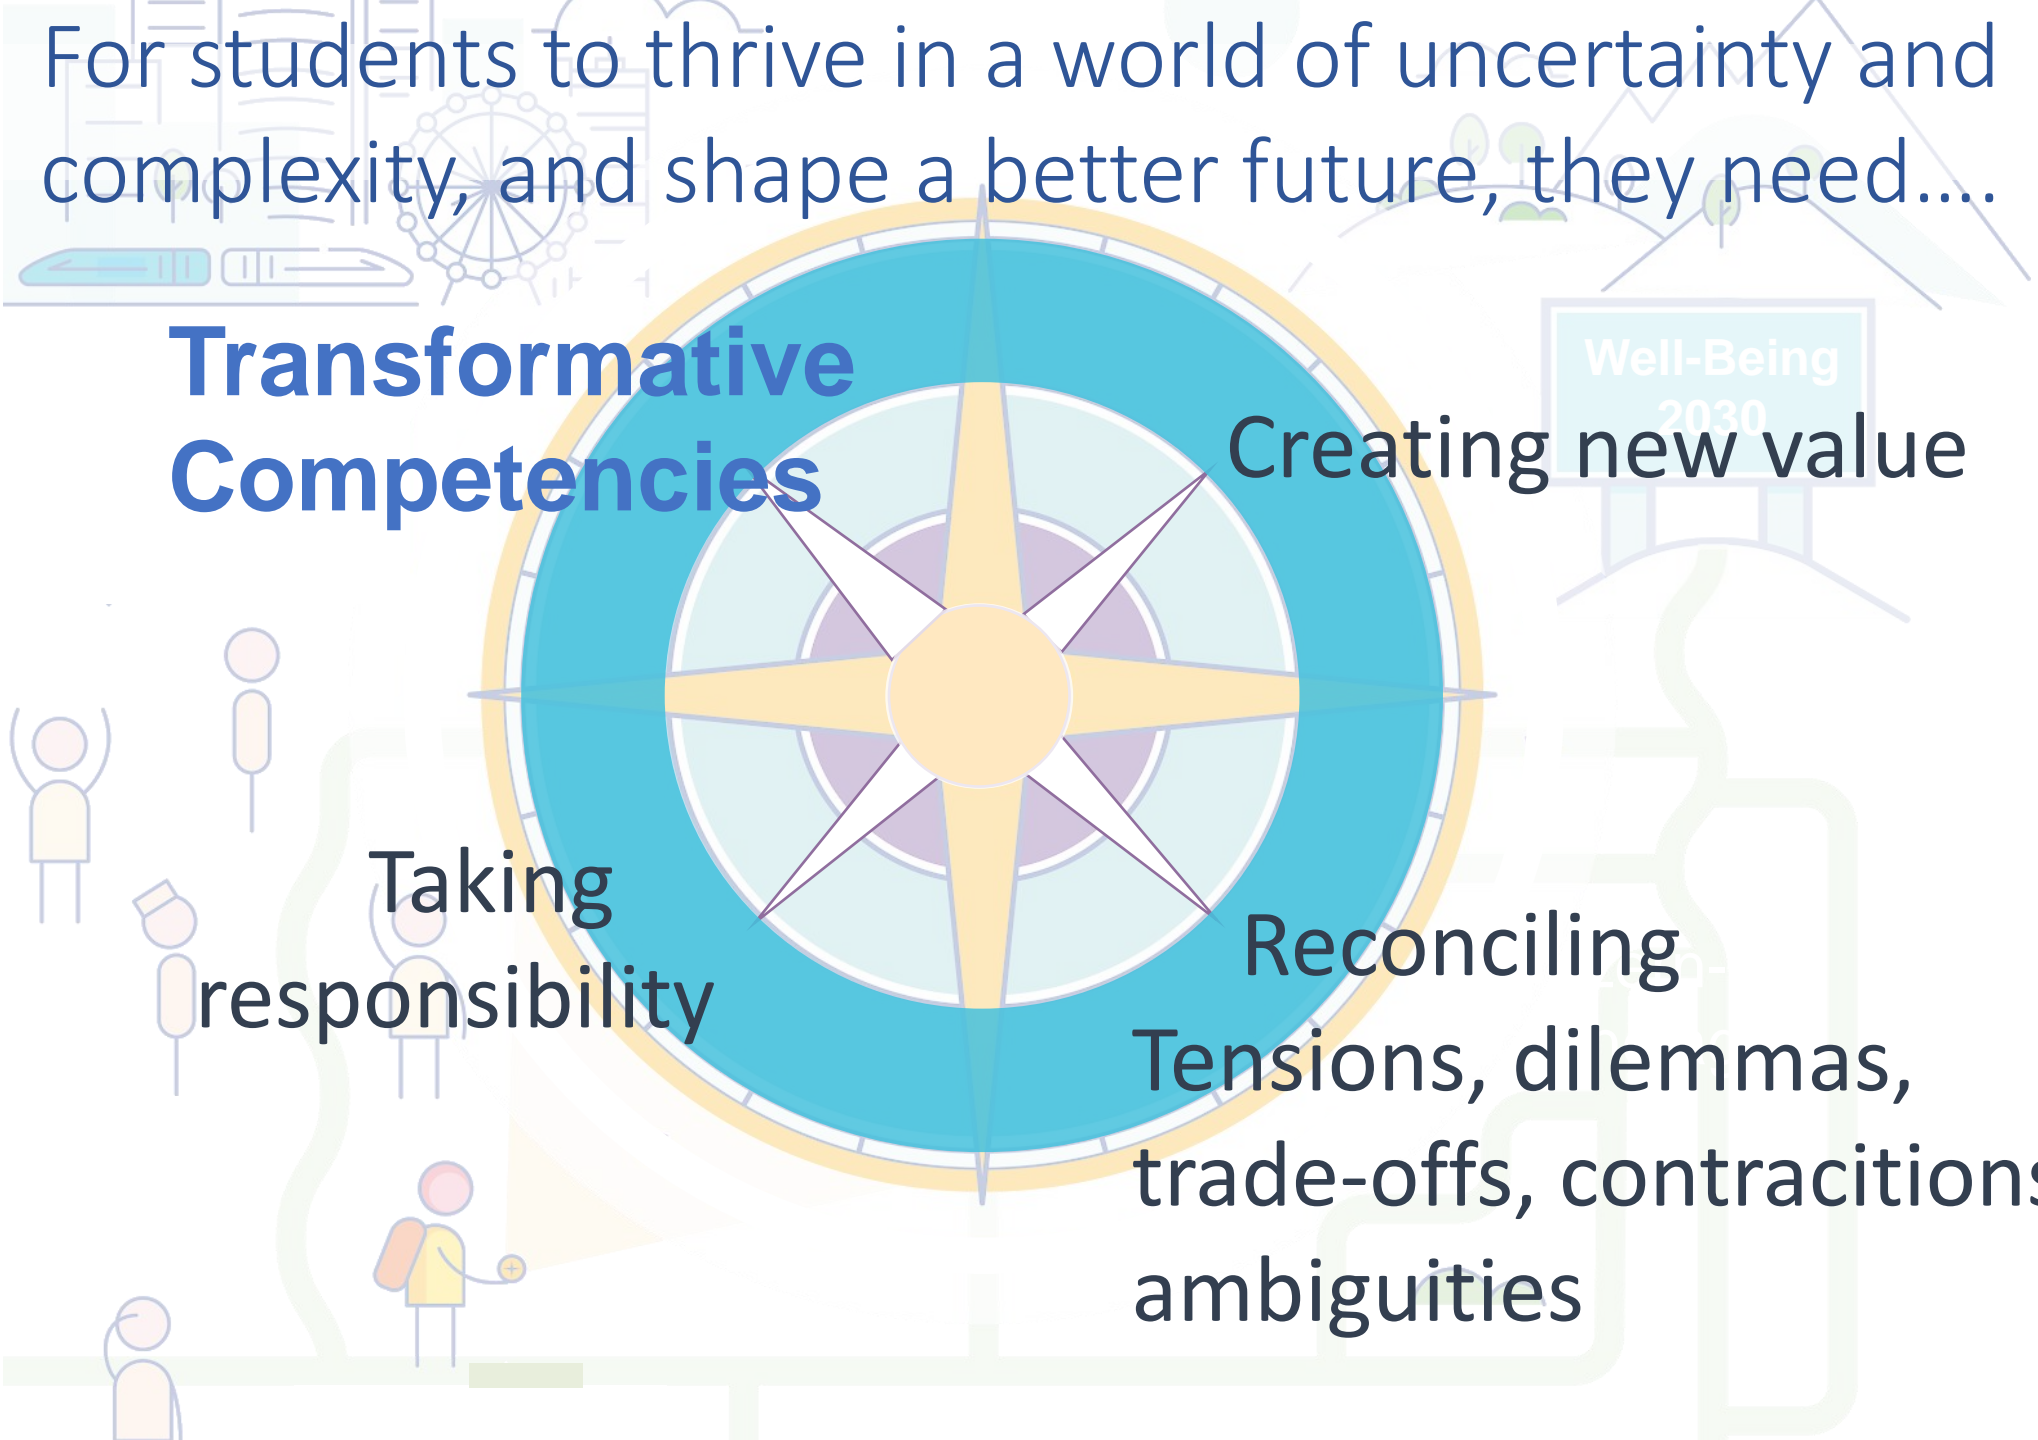 For students to thrive in a world of uncertainty and
complexity, and shape a better future, they need....
Transformative
Competencies
Well-Being
2030
Creating new value
Taking
responsibility
Reconciling
Tensions, dilemmas,
trade-offs, contracitions
ambiguities